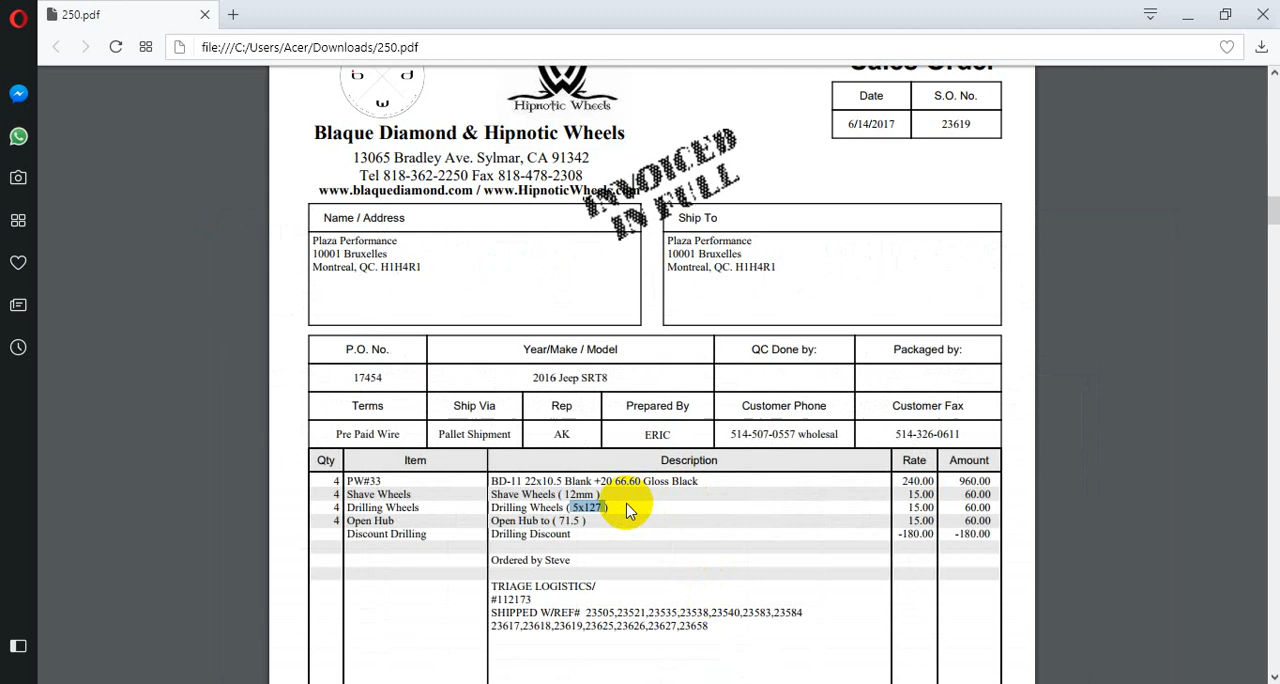 250.pdf
file:///C:/Users/Acer/Downloads/250.pdf
b d
w
Hipnotic Wheels
Sales Order
Date S.O. No.
6/14/2017 23619
Blaque Diamond & Hipnotic Wheels
13065 Bradley Ave. Sylmar, CA 91342
Tel 818-362-2250 Fax 818-478-2308
www.blaquediamond.com / www.HipnoticWheels.com
INVOICED
IN FULL
Name / Address
Plaza Performance
10001 Bruxelles
Montreal, QC. H1H4R1
Ship To
Plaza Performance
10001 Bruxelles
Montreal, QC. H1H4R1
P.O. No. Year/Make / Model QC Done by: Packaged by:
17454 2016 Jeep SRT8
Terms Ship Via Rep Prepared By Customer Phone Customer Fax
Pre Paid Wire Pallet Shipment AK ERIC 514-507-0557 wholesal 514-326-0611
Qty Item Description Rate Amount
4 PW#33 BD-11 22x10.5 Blank +20 66.60 Gloss Black 240.00 960.00
4 Shave Wheels Shave Wheels ( 12mm ) 15.00 60.00
4 Drilling Wheels Drilling Wheels ( 5x127 ) 15.00 60.00
4 Open Hub Open Hub to ( 71.5 ) 15.00 60.00
Discount Drilling Drilling Discount -180.00 -180.00
Ordered by Steve
TRIAGE LOGISTICS/
#112173
SHIPPED W/REF# 23505,23521,23535,23538,23540,23583,23584
23617,23618,23619,23625,23626,23627,23658